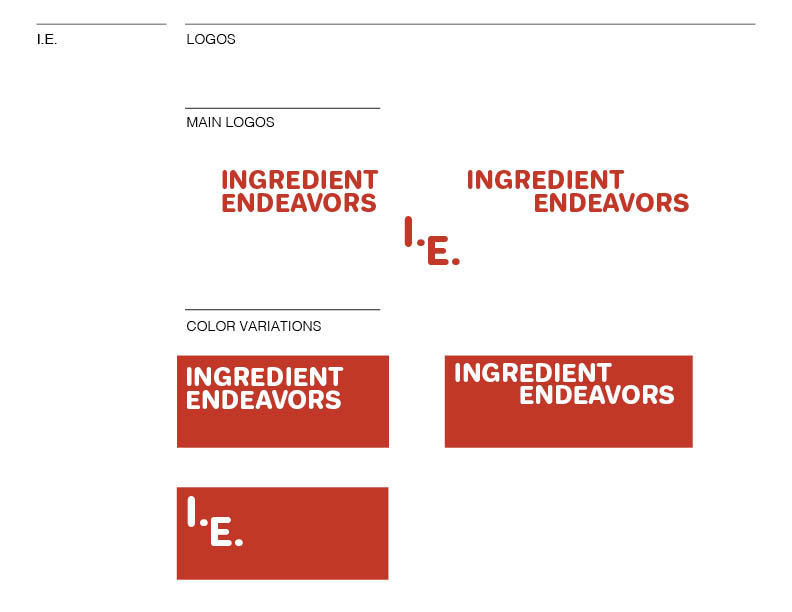 I.E.
LOGOS
MAIN LOGOS
INGREDIENT
ENDEAVORS
INGREDIENT
ENDEAVORS
I.E.
COLOR VARIATIONS
INGREDIENT
ENDEAVORS
INGREDIENT
ENDEAVORS
I.E.